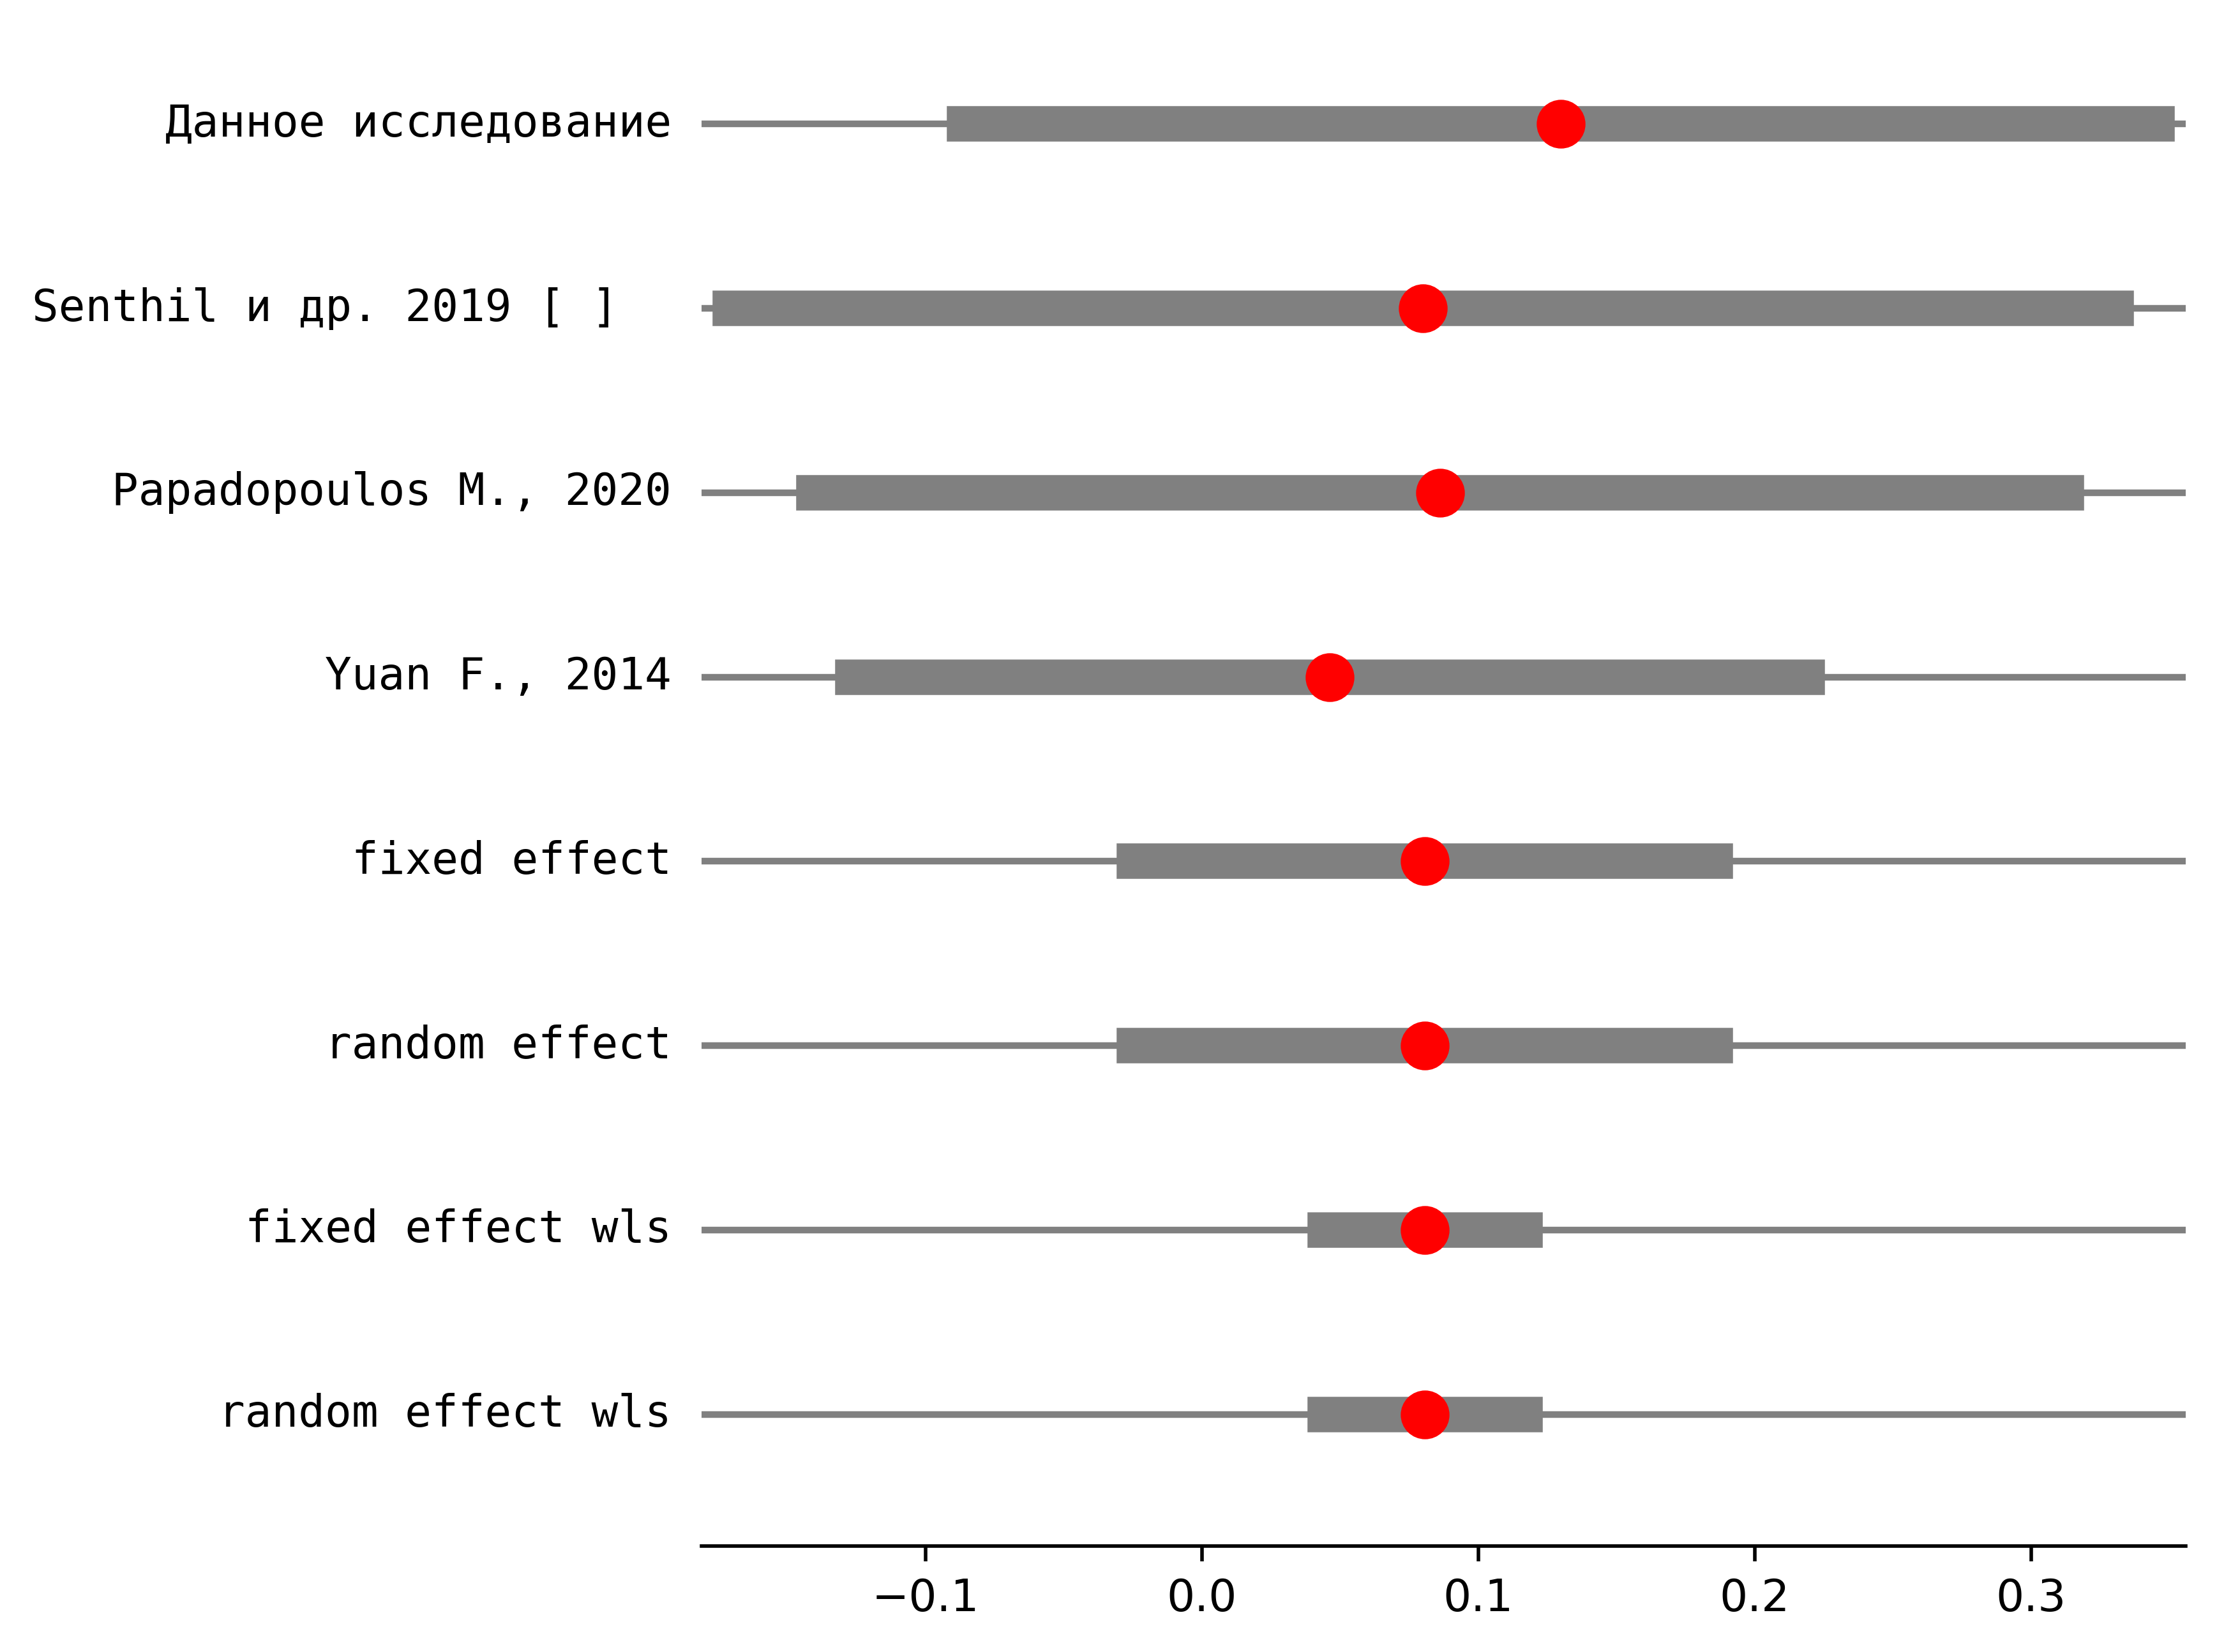 Данное исследование
Senthil и др. 2019 [ ]
Papadopoulos M., 2020
Yuan F., 2014
fixed effect
random effect
fixed effect wls
random effect wls
−0.1 0.0 0.1 0.2 0.3